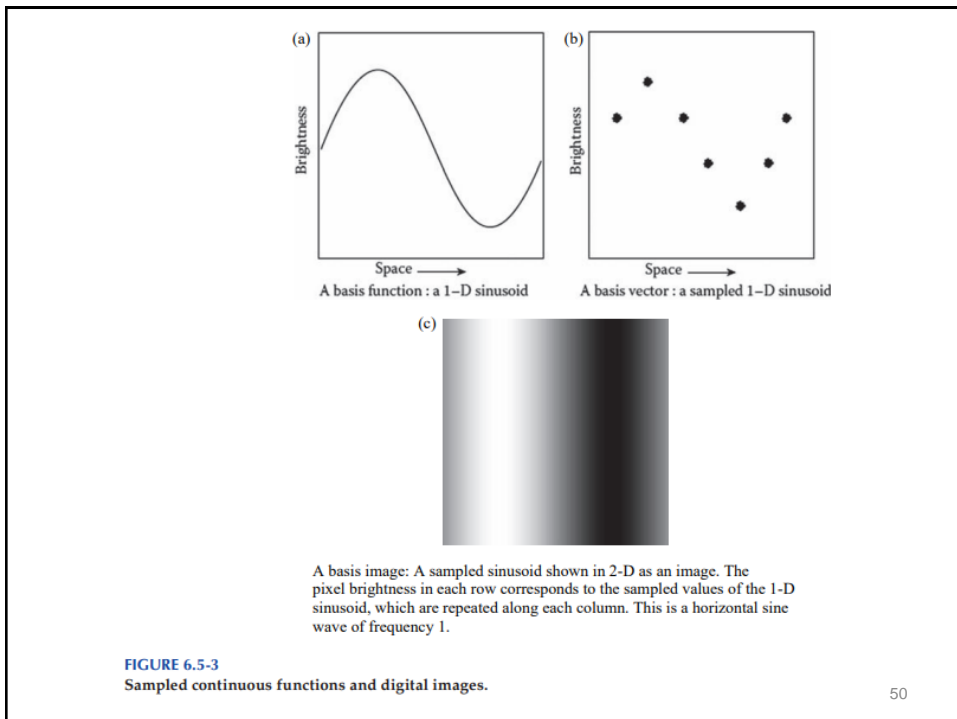 (a)
Brightness
Space
A basis function : a 1–D sinusoid
(b)
Brightness
Space
A basis vector : a sampled 1–D sinusoid
(c)
A basis image: A sampled sinusoid shown in 2-D as an image. The
pixel brightness in each row corresponds to the sampled values of the 1-D
sinusoid, which are repeated along each column. This is a horizontal sine
wave of frequency 1.
FIGURE 6.5-3
Sampled continuous functions and digital images.
50